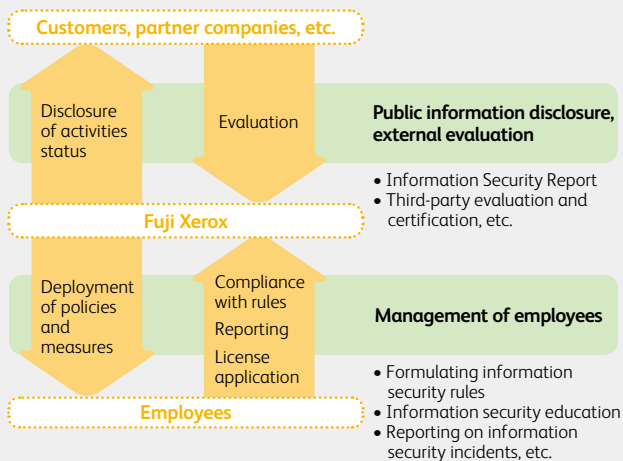 Customers, partner companies, etc.
Disclosure
of activities
status
Evaluation
Public information disclosure,
external evaluation
• Information Security Report
• Third-party evaluation and
certification, etc.
Fuji Xerox
Deployment
of policies
and
measures
Compliance
with rules
Reporting
License
application
Management of employees
• Formulating information
security rules
• Information security education
• Reporting on information
security incidents, etc.
Employees